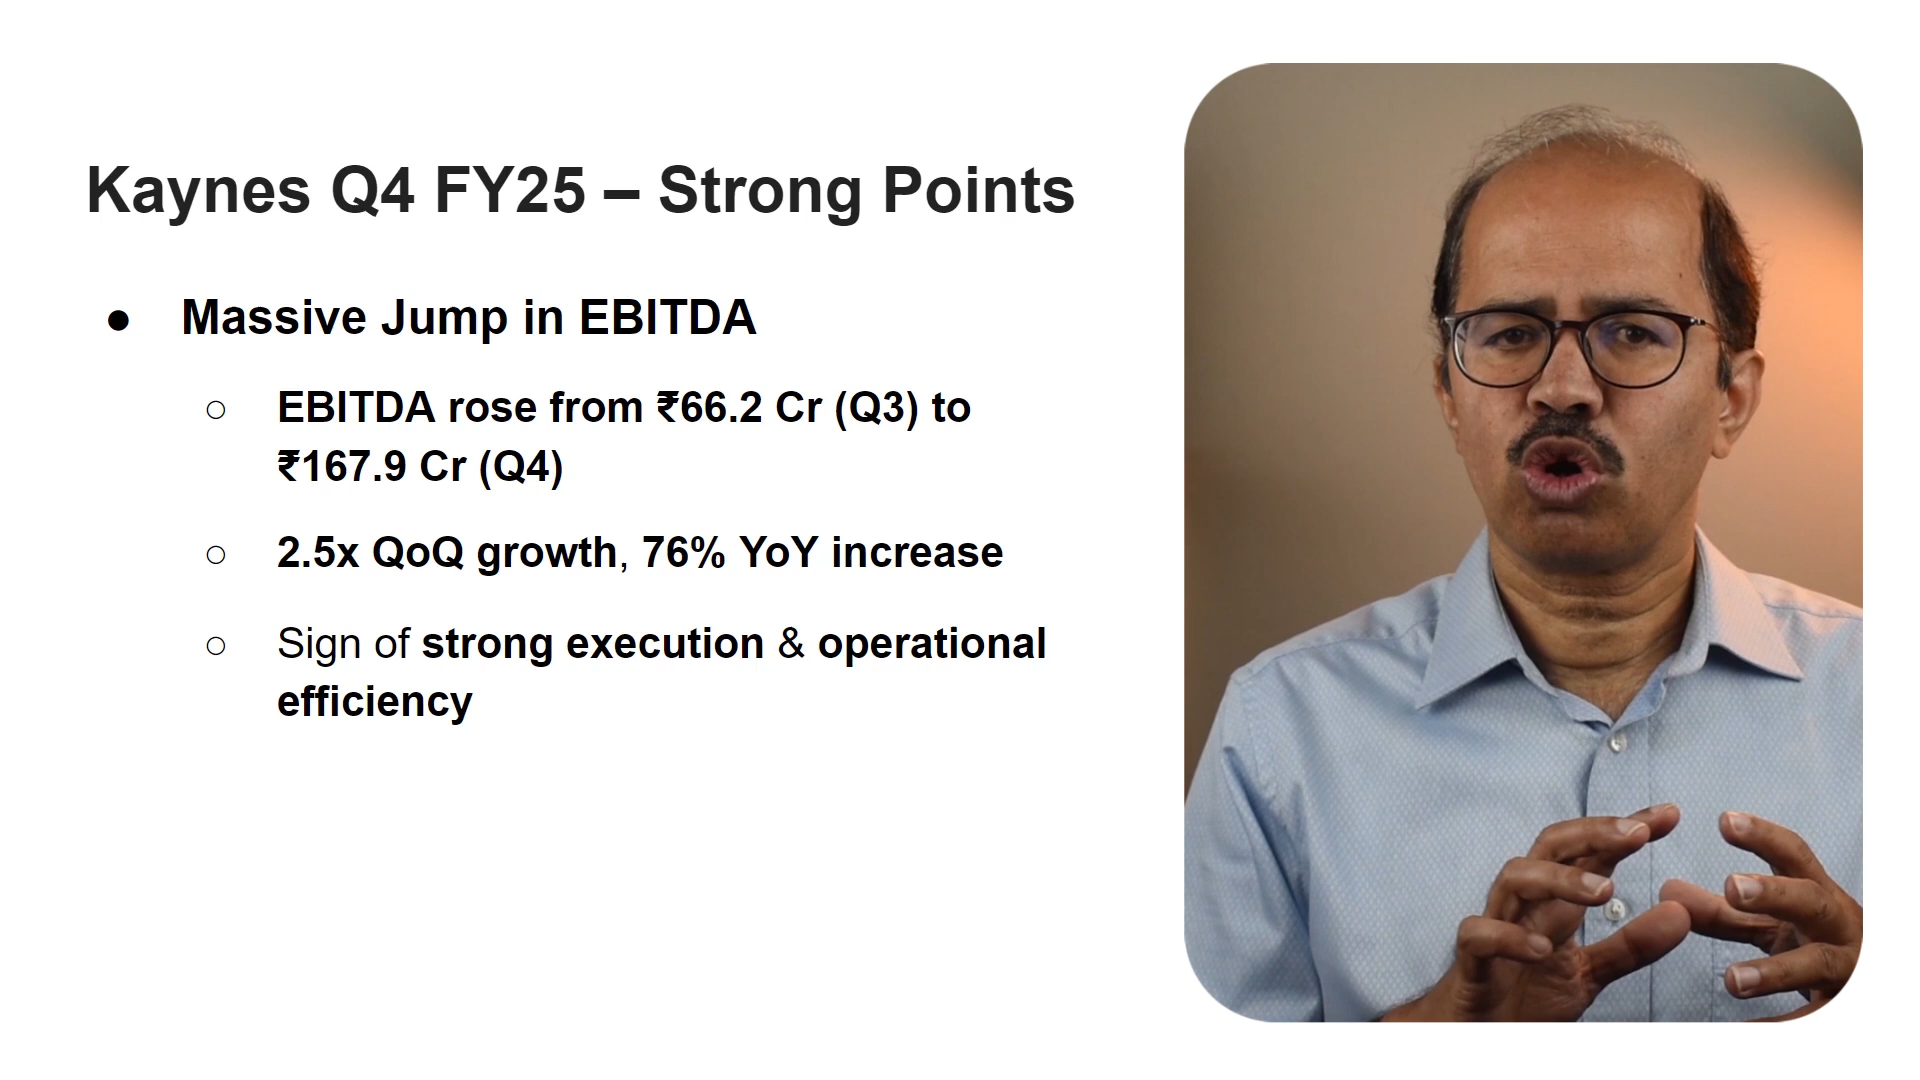 Kaynes Q4 FY25 – Strong Points
● Massive Jump in EBITDA
○ EBITDA rose from ₹66.2 Cr (Q3) to
₹167.9 Cr (Q4)
○ 2.5x QoQ growth, 76% YoY increase
○ Sign of strong execution & operational
efficiency